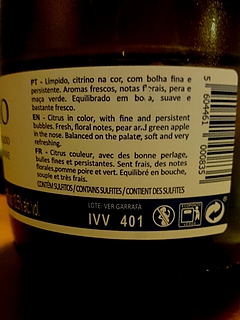 PT - Límpido, citrino na cor, com bolha fina e
persistente. Aromas frescos, notas florais, pera e
maça verde. Equilibrado em boca, suave e
bastante fresco.
EN - Citrus in color, with fine and persistent
bubbles. Fresh, floral notes, pear and green apple
in the nose. Balanced on the palate, soft and very
refreshing.
FR - Citrus couleur, avec des bonne perlage,
bulles fines et persistantes. Sent frais, des notes
florales,pomme poire et vert. Equilibré en bouche,
souple et très frais.
CONTÉM SULFITOS / CONTAINS SULFITES / CONTIENT DES SULFITES
LOTE: VER GARRAFA
IVV 401
5 604461 000835